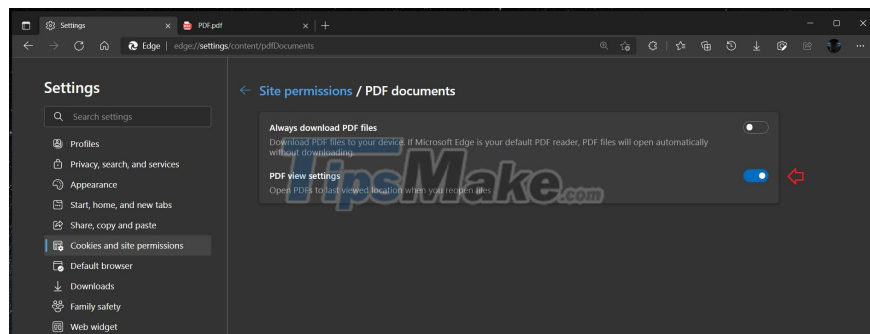 Settings
PDF.pdf
Edge | edge://settings/content/pdfDocuments
Settings
Search settings
Profiles
Privacy, search, and services
Appearance
Start, home, and new tabs
Share, copy and paste
Cookies and site permissions
Default browser
Downloads
Family safety
Web widget
Site permissions / PDF documents
Always download PDF files
Download PDF files to your device. If Microsoft Edge is your default PDF reader, PDF files will open automatically
without downloading.
PDF view settings
Open PDFs to last viewed location when you reopen files
TipsMake.com